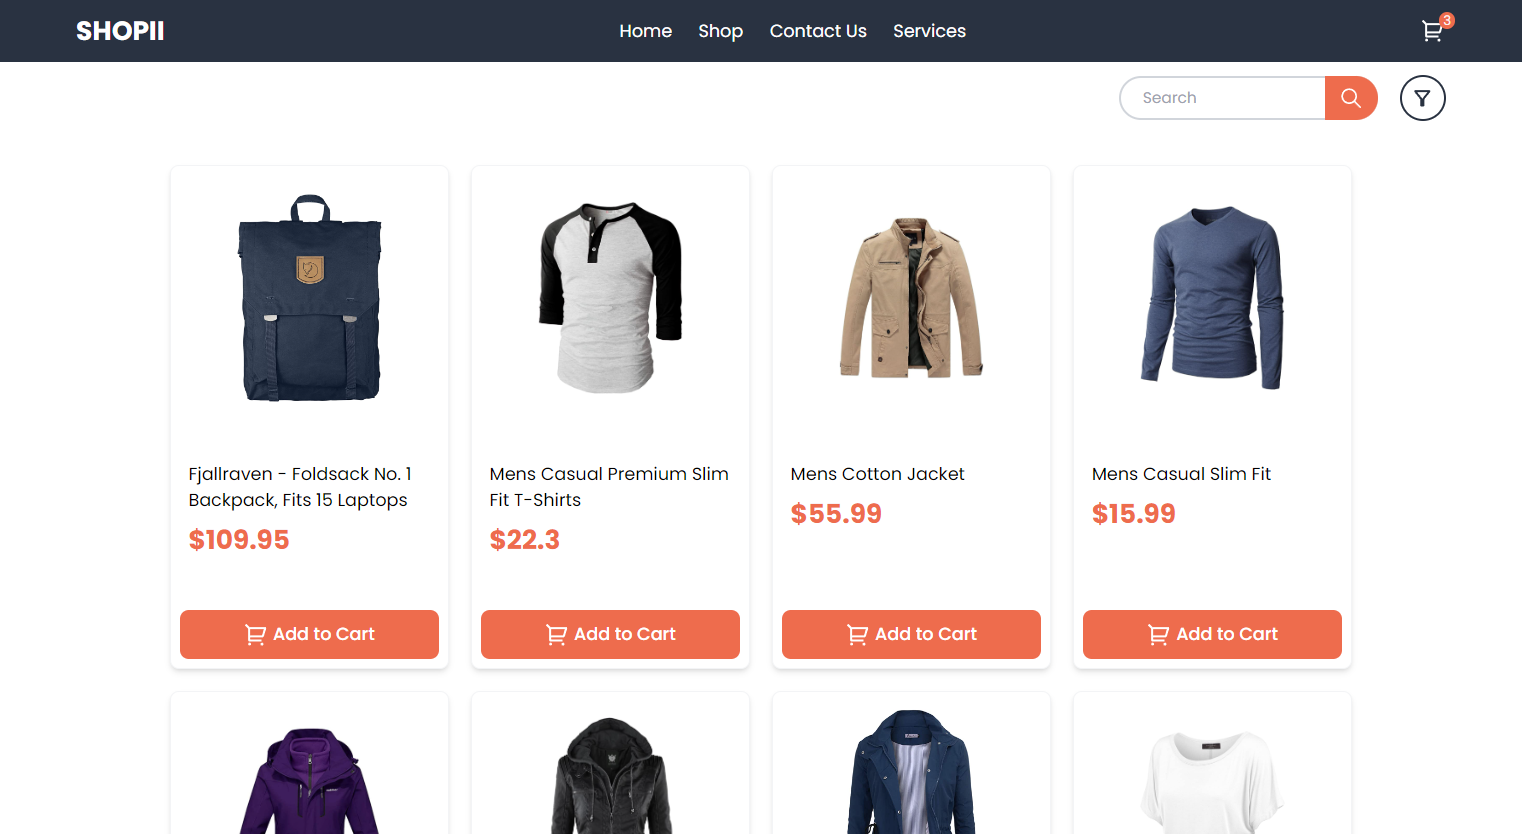 SHOPII
Home
Shop
Contact Us
Services
3
Search
Fjallraven - Foldsack No. 1
Backpack, Fits 15 Laptops
$109.95
Add to Cart
Mens Casual Premium Slim
Fit T-Shirts
$22.3
Add to Cart
Mens Cotton Jacket
$55.99
Add to Cart
Mens Casual Slim Fit
$15.99
Add to Cart